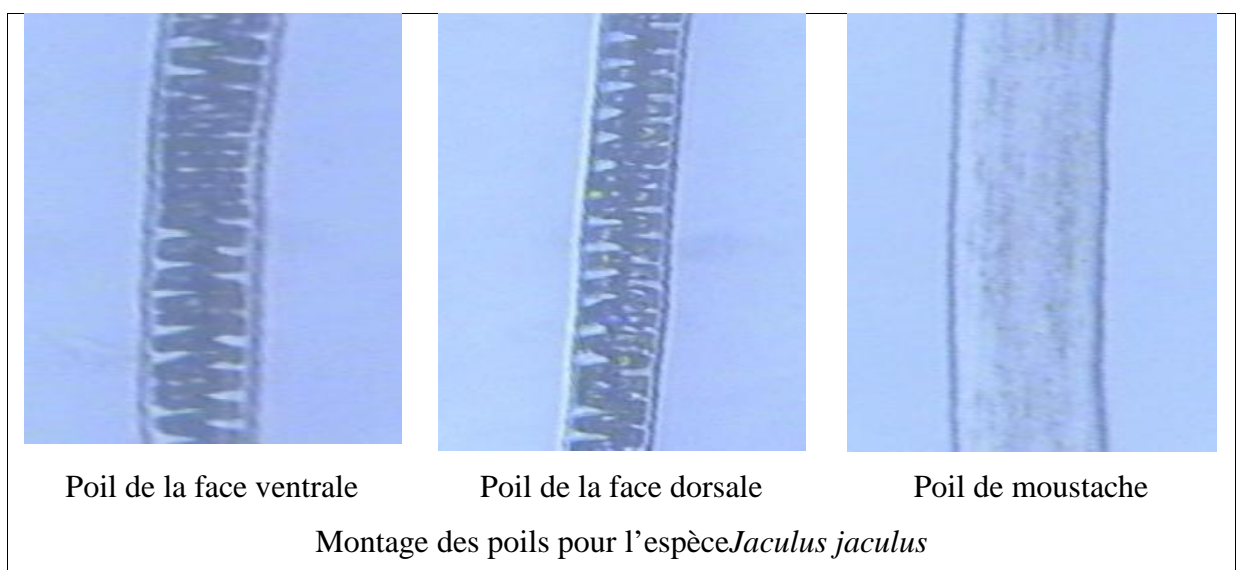 Poil de la face ventrale
Poil de la face dorsale
Poil de moustache
Montage des poils pour l’espèceJaculus jaculus